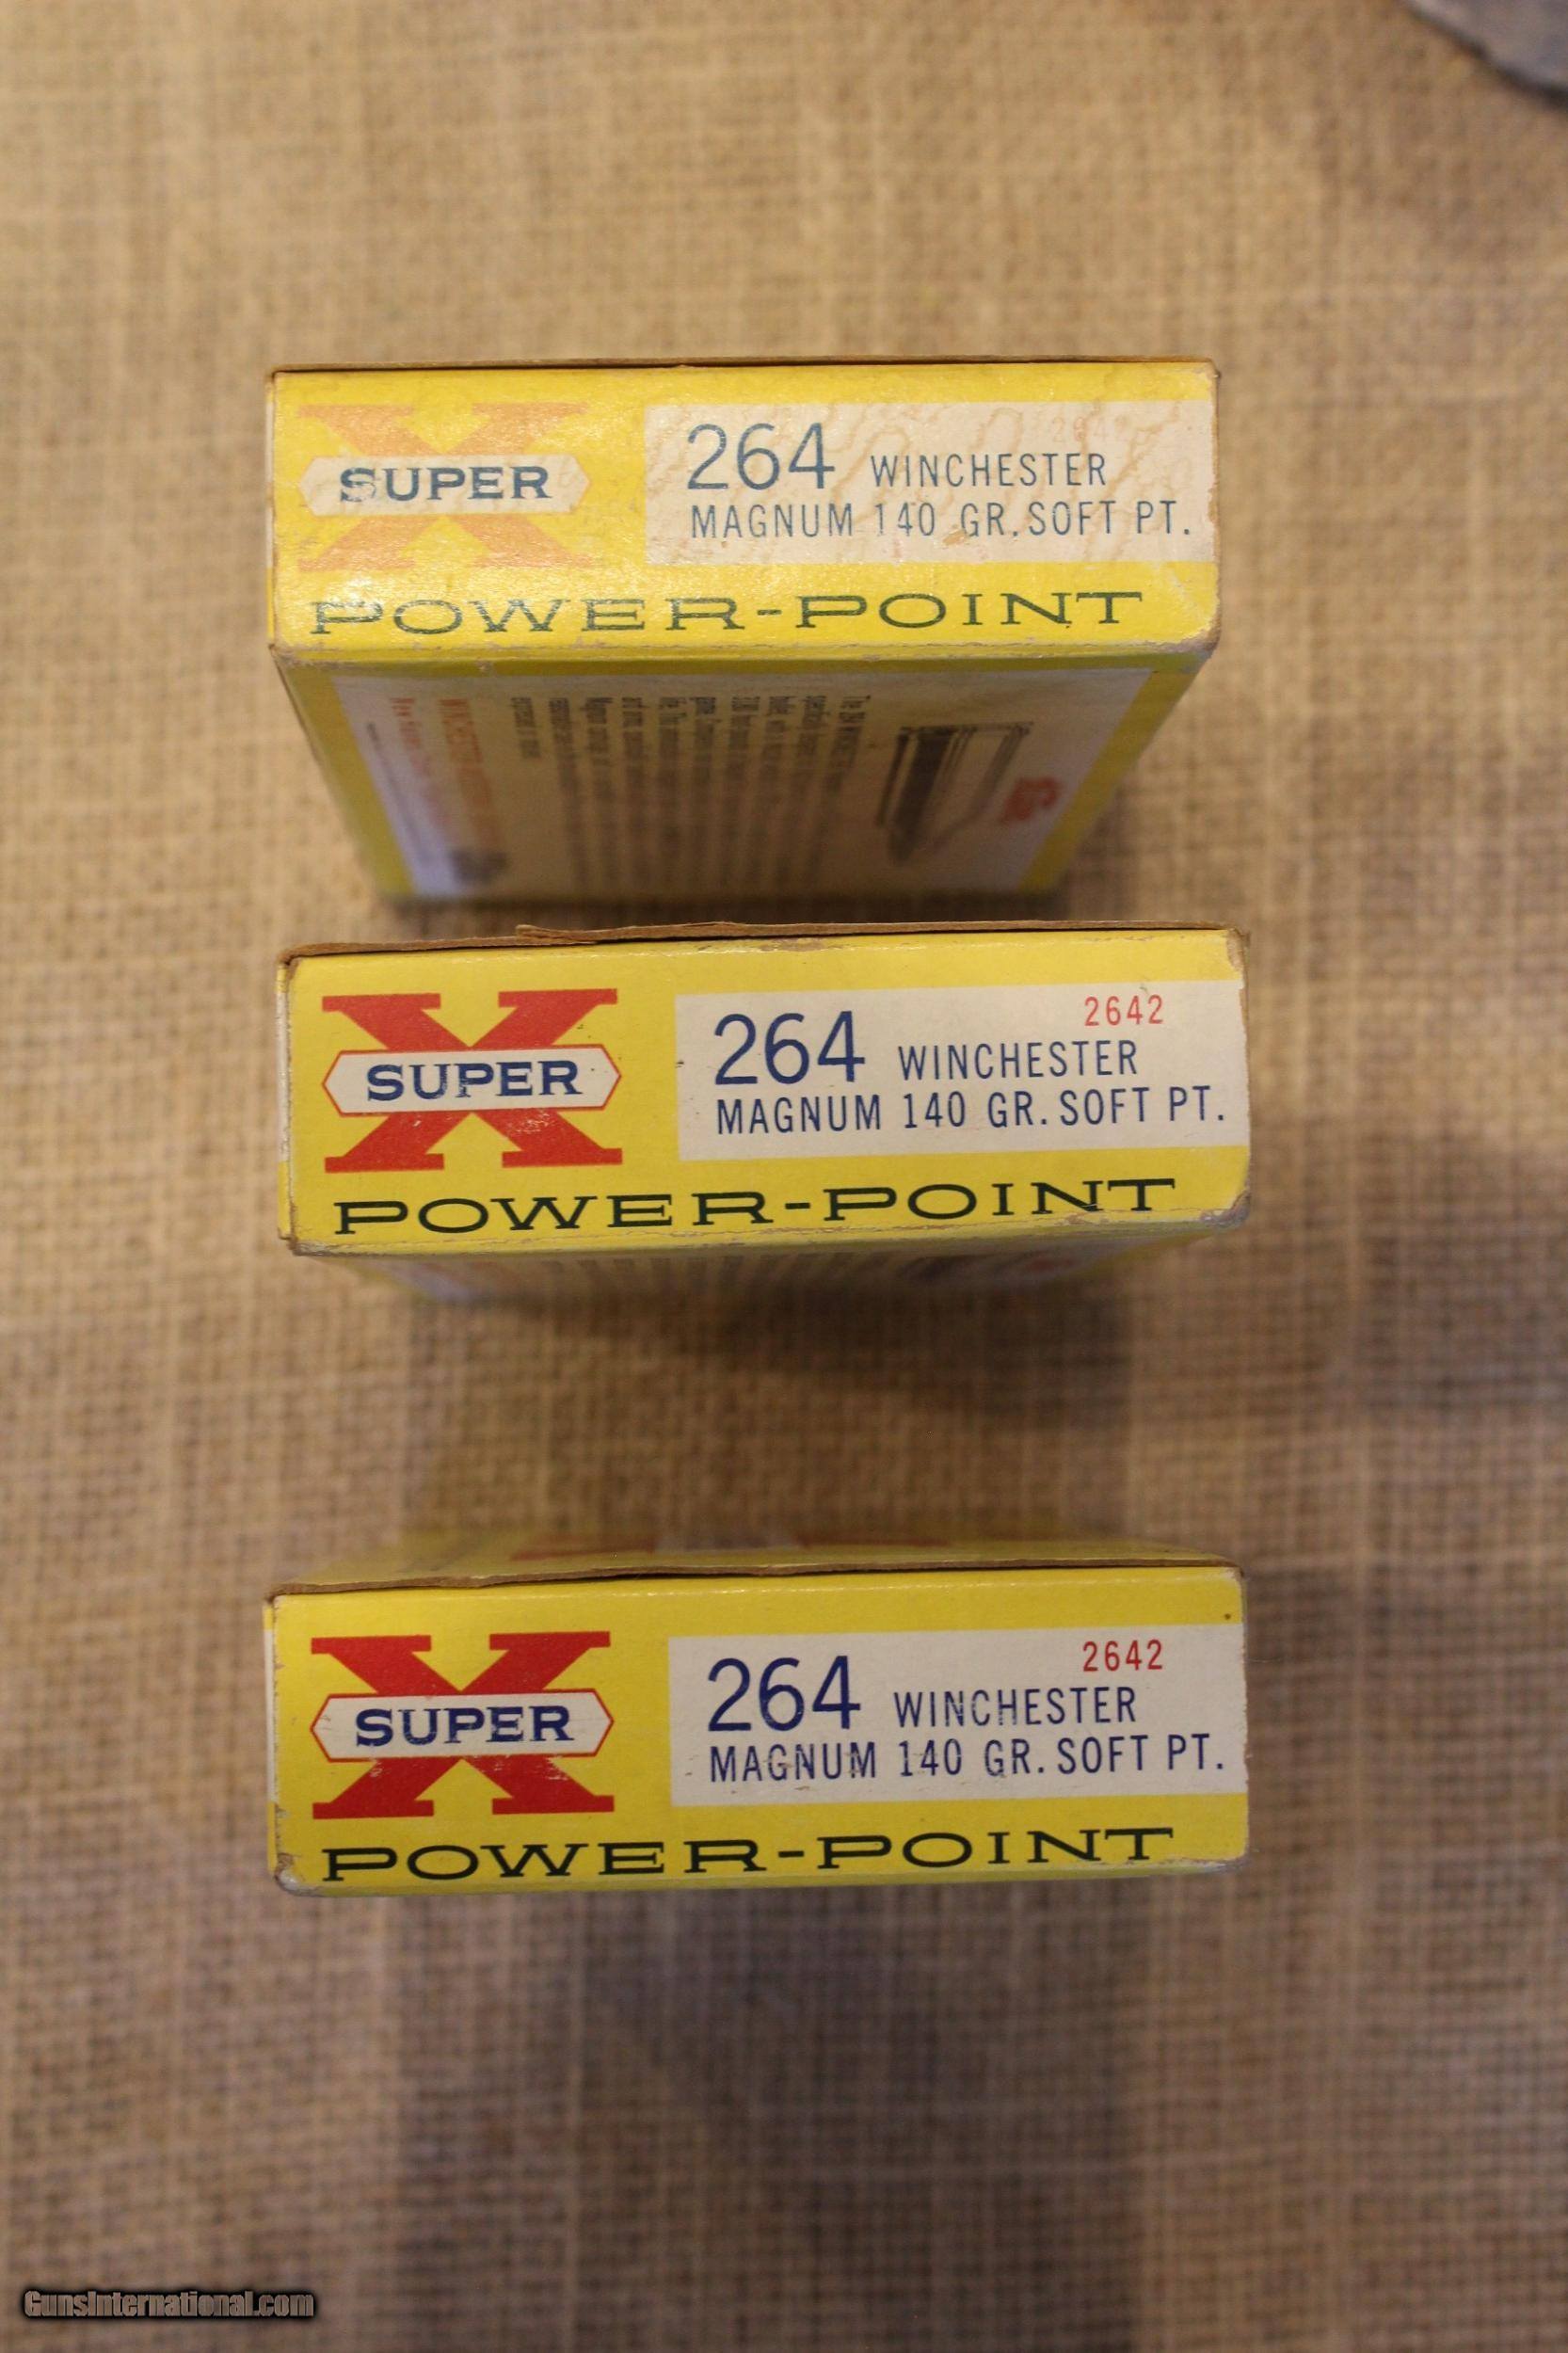 X
SUPER
264 WINCHESTER
MAGNUM 140 GR. SOFT PT.
POWER-POINT
X
SUPER
2642
264 WINCHESTER
MAGNUM 140 GR. SOFT PT.
POWER-POINT
X
SUPER
2642
264 WINCHESTER
MAGNUM 140 GR. SOFT PT.
POWER-POINT
GunsInternational.com